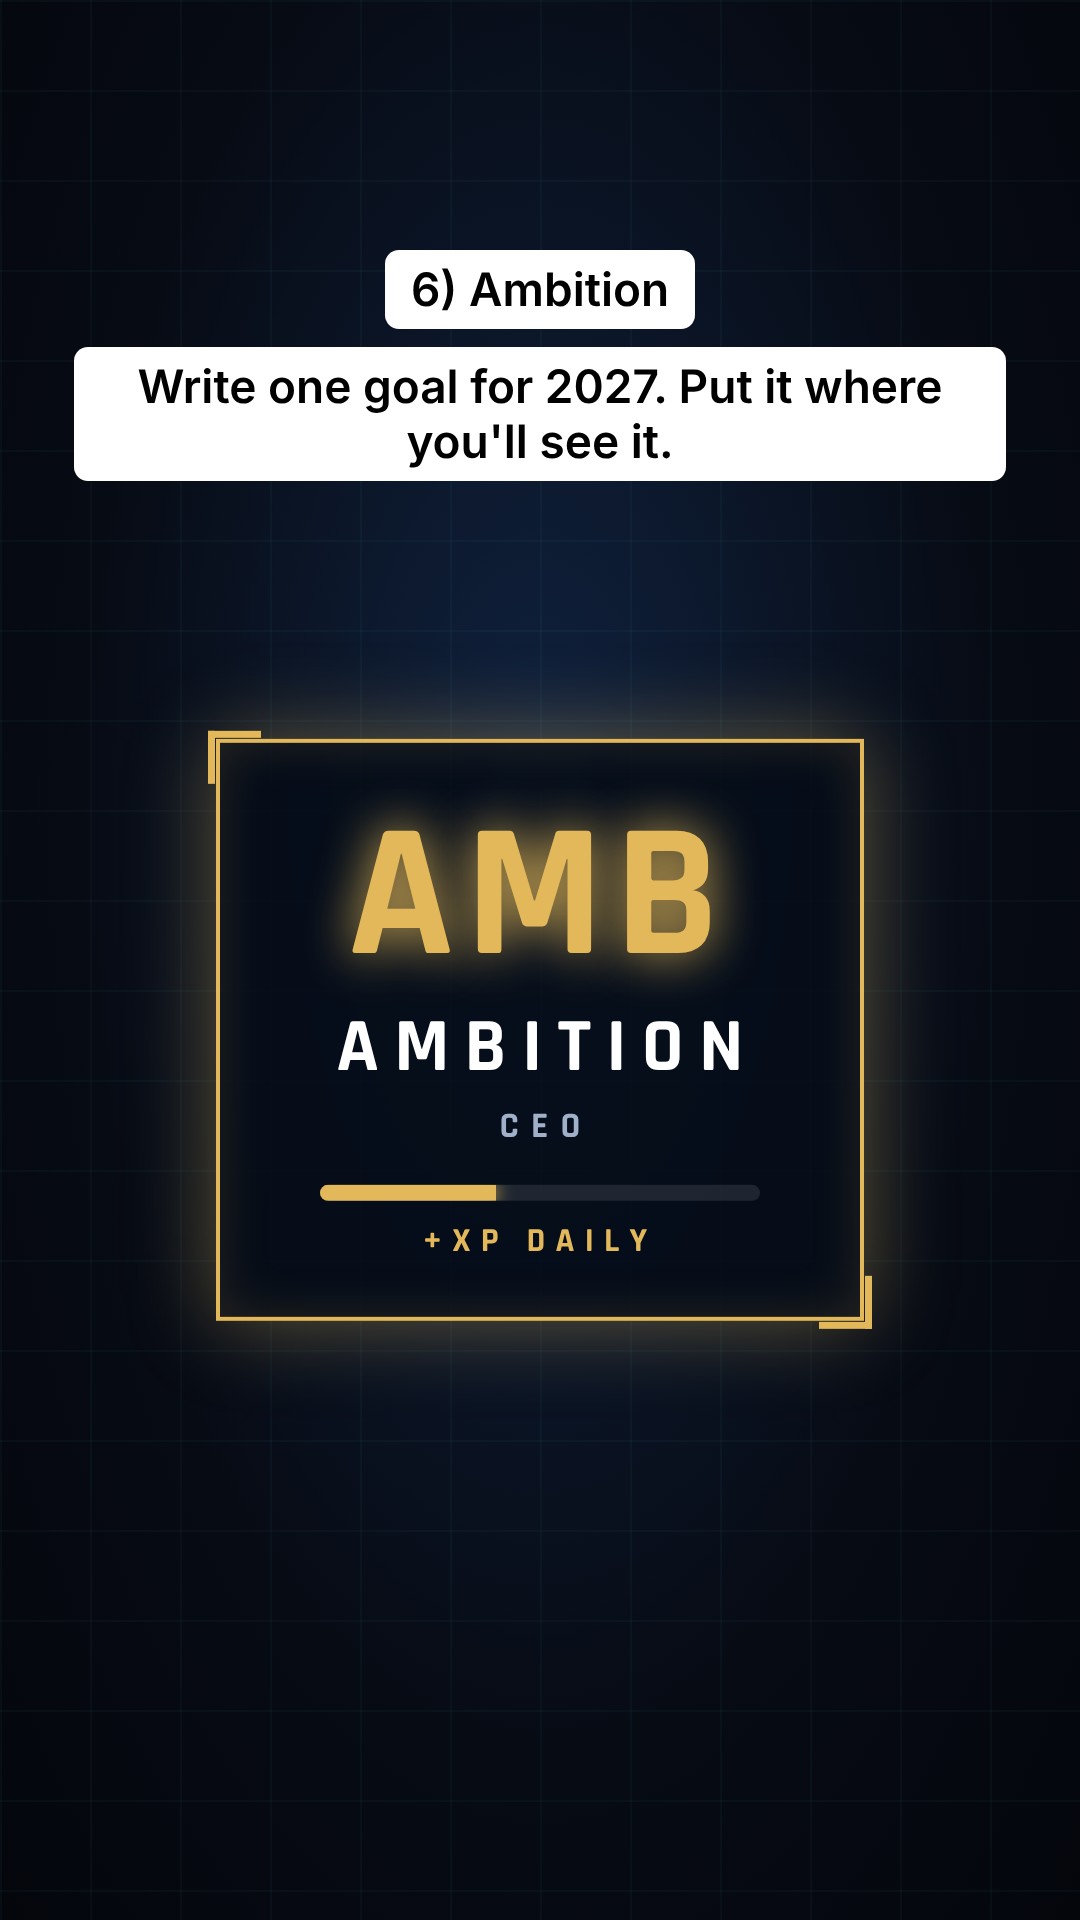 6) Ambition
Write one goal for 2027. Put it where
you'll see it.
AMB
AMBITION
CEO
+XP DAILY